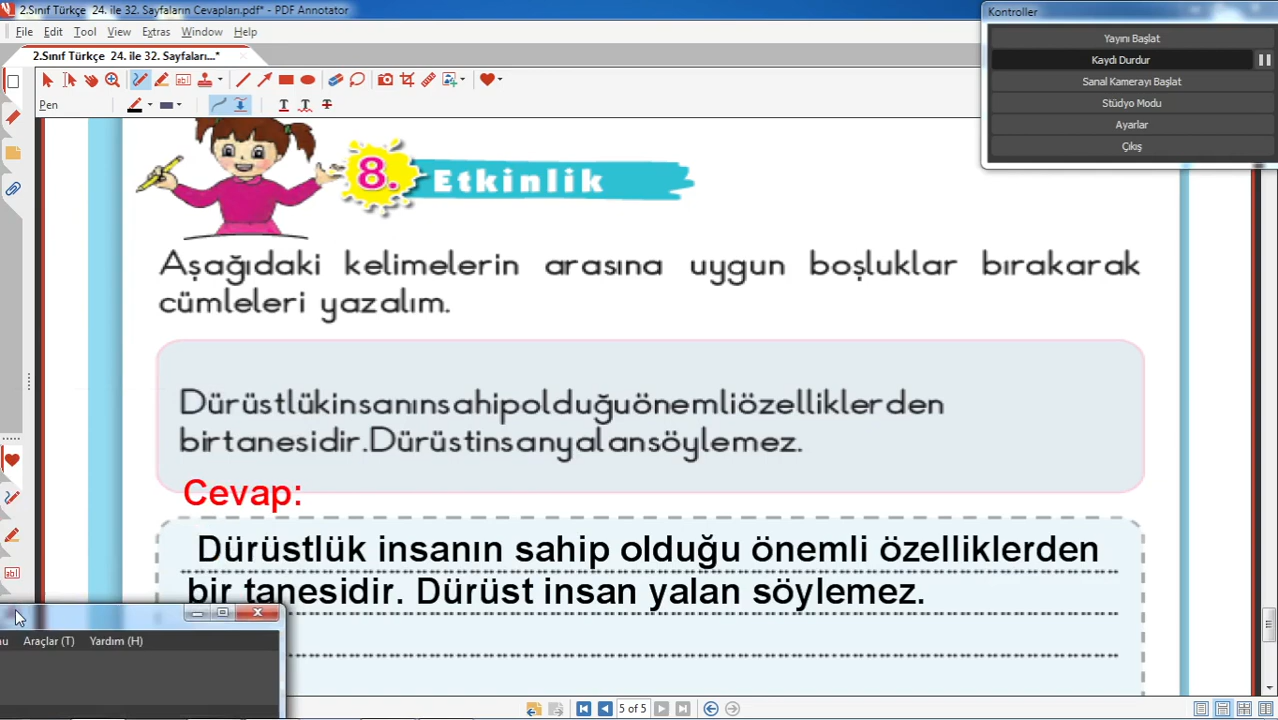 2.Sınıf Türkçe 24. ile 32. Sayfaların Cevapları.pdf* - PDF Annotator
File Edit Document Tool View Extras Window Help
2.Sınıf Türkçe 24. ile 32. Sayfaları...*
Pen
Kontroller
Yayını Başlat
Kaydı Durdur
Sanal Kamerayı Başlat
Stüdyo Modu
Ayarlar
Çıkış
8. Etkinlik
Aşağıdaki kelimelerin arasına uygun boşluklar bırakarak
cümleleri yazalım.
Dürüstlükinsanınsahipolduğuönemliözelliklerden
birtanesidir.Dürüstinsanyalansöylemez.
Cevap:
Dürüstlük insanın sahip olduğu önemli özelliklerden
bir tanesidir. Dürüst insan yalan söylemez.
Araçlar (T) Yardım (H)
5 of 5